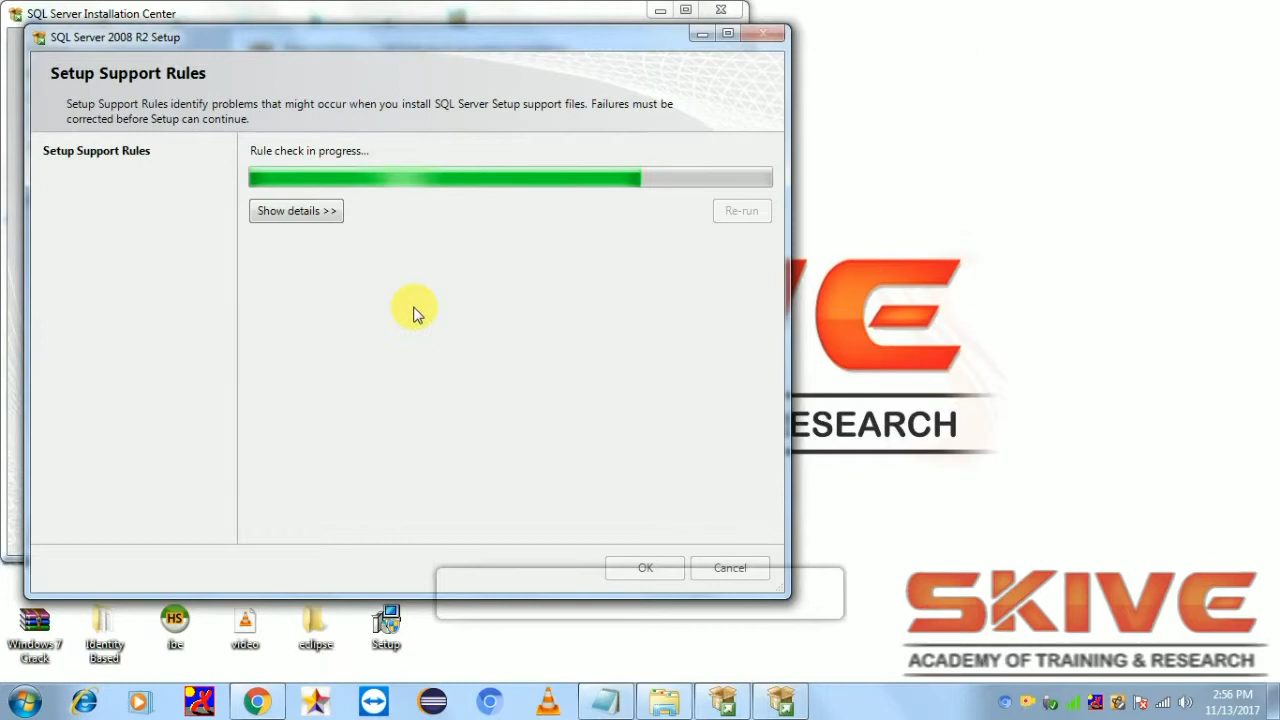 SQL Server Installation Center
SQL Server 2008 R2 Setup
Setup Support Rules
Setup Support Rules identify problems that might occur when you install SQL Server Setup support files. Failures must be
corrected before Setup can continue.
Setup Support Rules
Rule check in progress...
Show details >>
Re-run
OK
Cancel
VE
ESEARCH
SKIVE
ACADEMY OF TRAINING & RESEARCH
Windows 7
Crack
Identity
Based
HS
ibe
video
eclipse
Setup
2:56 PM
11/13/2017